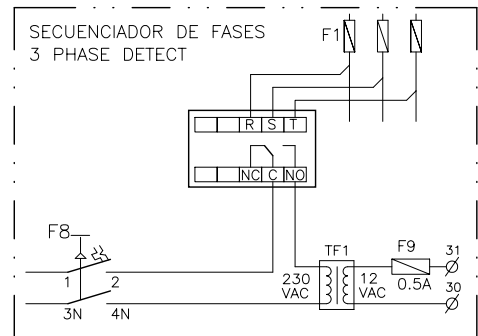 SECUENCIADOR DE FASES
3 PHASE DETECT
F1
R S T
NC C NO
F8
1 2
3N 4N
TF1
230 VAC
12 VAC
F9
0.5A
31
30